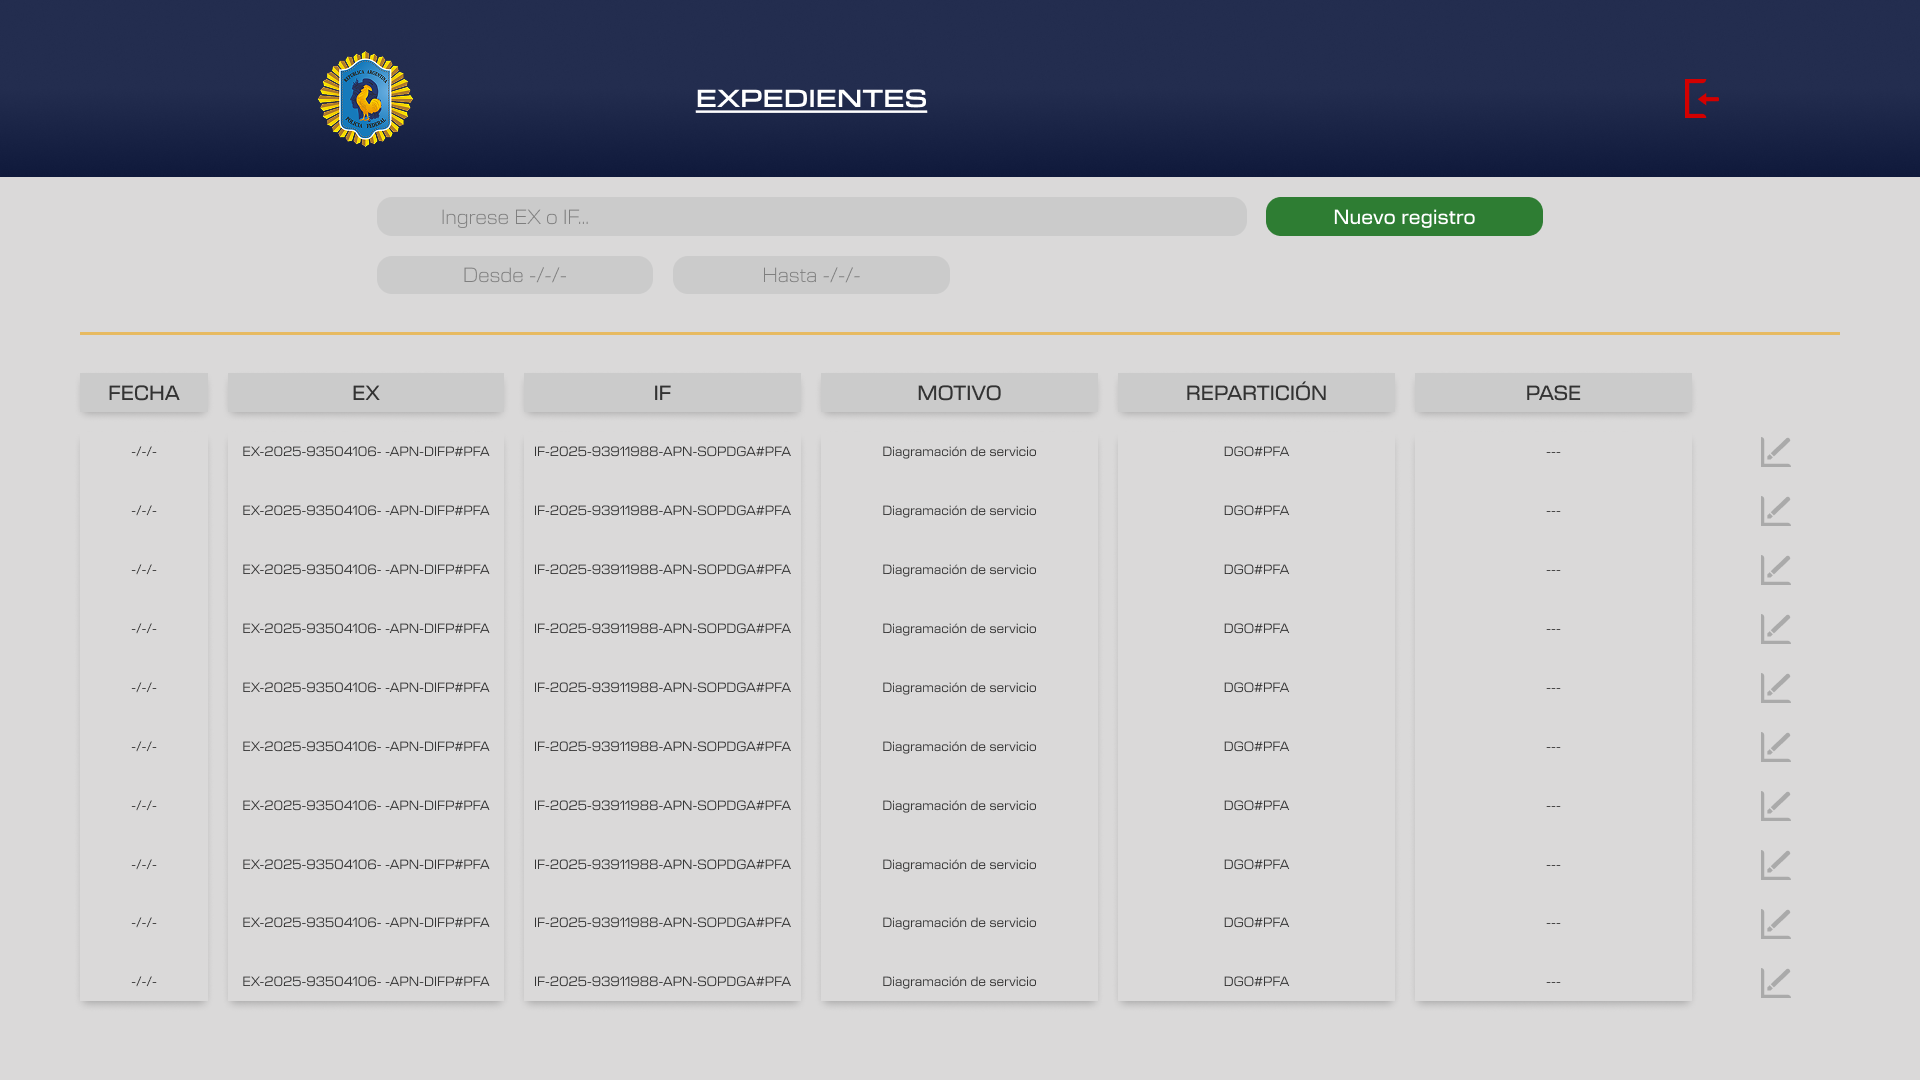 REPUBLICA ARGENTINA
POLICIA FEDERAL
EXPEDIENTES
Ingrese EX o IF...
Nuevo registro
Desde -/-/-
Hasta -/-/-
FECHA EX IF MOTIVO REPARTICIÓN PASE
-/-/- EX-2025-93504106- -APN-DIFP#PFA IF-2025-93911988-APN-SOPDGA#PFA Diagramación de servicio DGO#PFA ---
-/-/- EX-2025-93504106- -APN-DIFP#PFA IF-2025-93911988-APN-SOPDGA#PFA Diagramación de servicio DGO#PFA ---
-/-/- EX-2025-93504106- -APN-DIFP#PFA IF-2025-93911988-APN-SOPDGA#PFA Diagramación de servicio DGO#PFA ---
-/-/- EX-2025-93504106- -APN-DIFP#PFA IF-2025-93911988-APN-SOPDGA#PFA Diagramación de servicio DGO#PFA ---
-/-/- EX-2025-93504106- -APN-DIFP#PFA IF-2025-93911988-APN-SOPDGA#PFA Diagramación de servicio DGO#PFA ---
-/-/- EX-2025-93504106- -APN-DIFP#PFA IF-2025-93911988-APN-SOPDGA#PFA Diagramación de servicio DGO#PFA ---
-/-/- EX-2025-93504106- -APN-DIFP#PFA IF-2025-93911988-APN-SOPDGA#PFA Diagramación de servicio DGO#PFA ---
-/-/- EX-2025-93504106- -APN-DIFP#PFA IF-2025-93911988-APN-SOPDGA#PFA Diagramación de servicio DGO#PFA ---
-/-/- EX-2025-93504106- -APN-DIFP#PFA IF-2025-93911988-APN-SOPDGA#PFA Diagramación de servicio DGO#PFA ---
-/-/- EX-2025-93504106- -APN-DIFP#PFA IF-2025-93911988-APN-SOPDGA#PFA Diagramación de servicio DGO#PFA ---